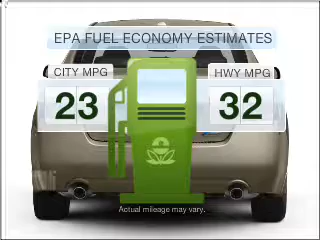 EPA FUEL ECONOMY ESTIMATES
CITY MPG
HWY MPG
23
32
Actual mileage may vary.